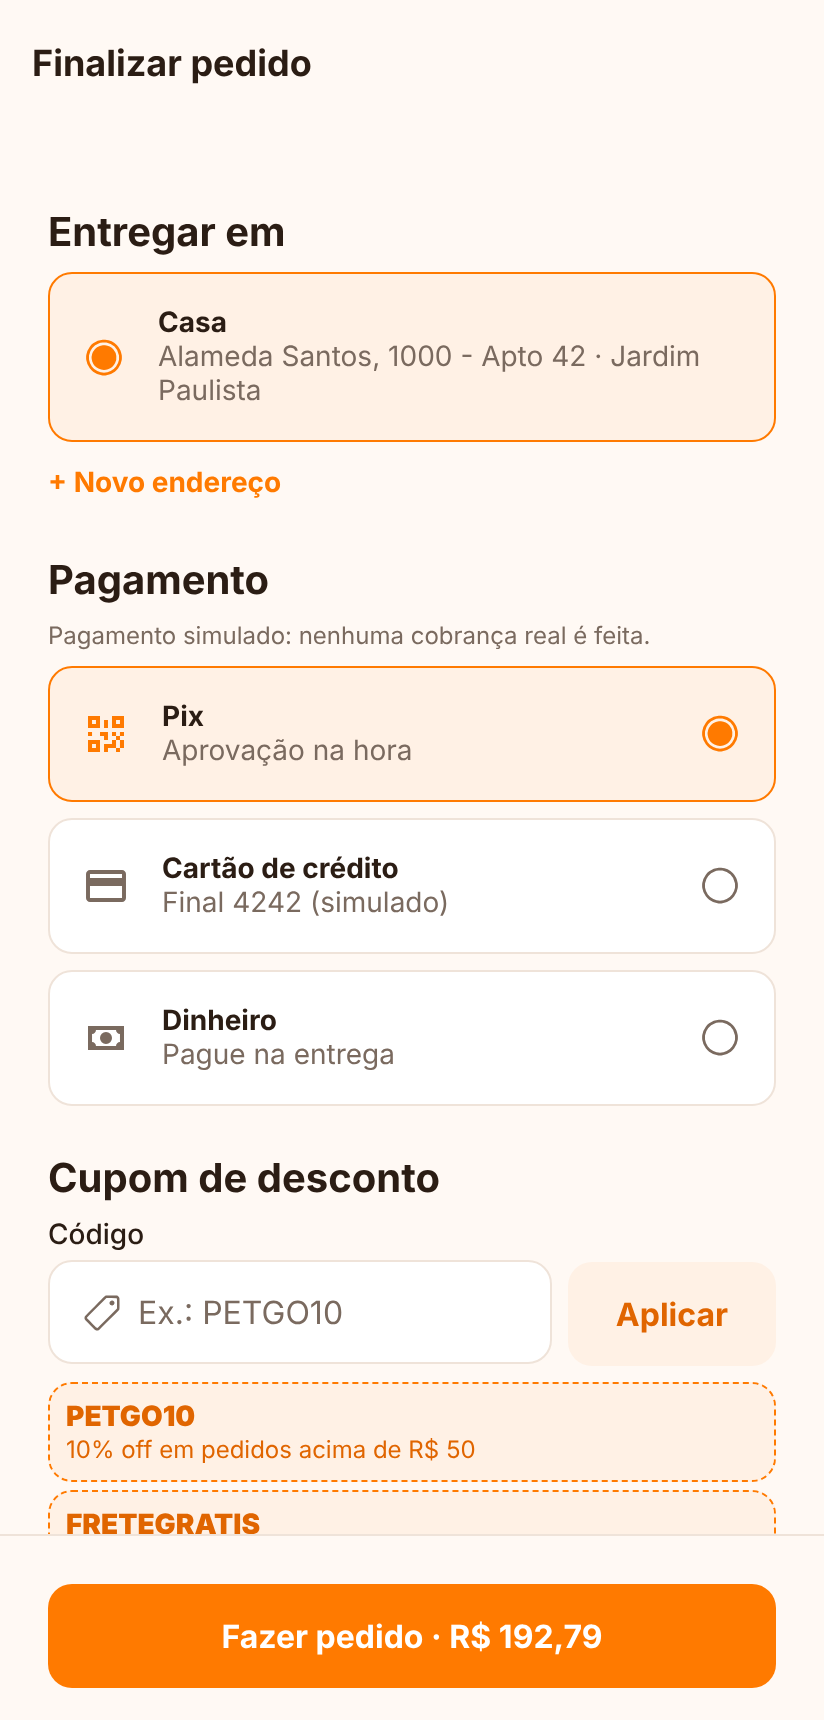 Finalizar pedido
Entregar em
Casa
Alameda Santos, 1000 - Apto 42 · Jardim
Paulista
+ Novo endereço
Pagamento
Pagamento simulado: nenhuma cobrança real é feita.
Pix
Aprovação na hora
Cartão de crédito
Final 4242 (simulado)
Dinheiro
Pague na entrega
Cupom de desconto
Código
Ex.: PETGO10
Aplicar
PETGO10
10% off em pedidos acima de R$ 50
FRETEGRATIS
Fazer pedido · R$ 192,79